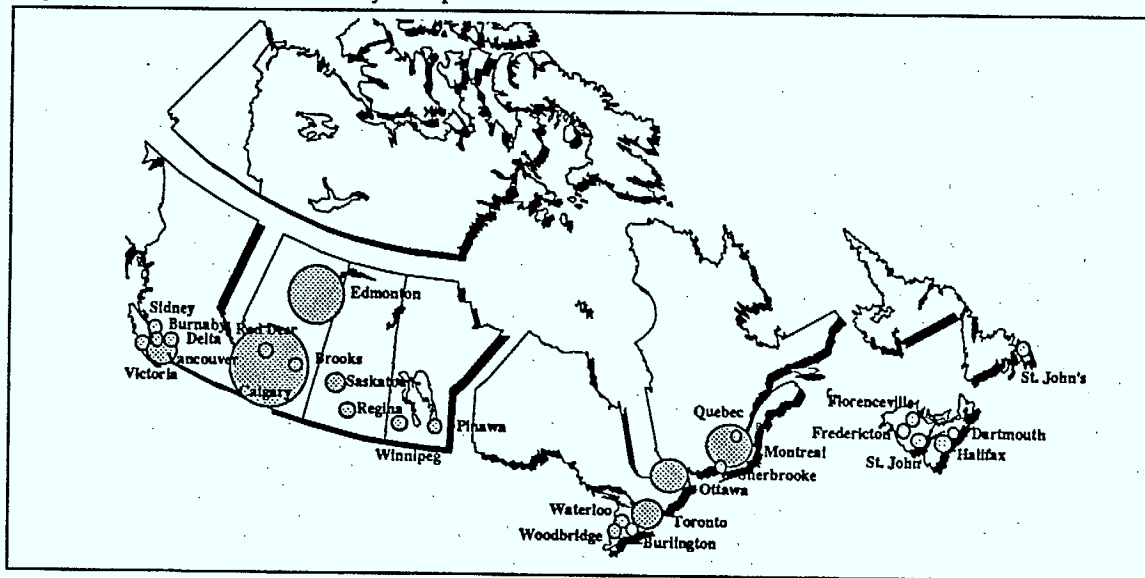 Edmonton
Sidney
Burnaby
Red Deer
Delta
Vancouver
Brooks
Victoria
Calgary
Saskatoon
Regina
Pinawa
Winnipeg
St. John's
Florenceville
Quebec
Fredericton
Dartmouth
Montreal
Halifax
St. John
Sherbrooke
Ottawa
Waterloo
Toronto
Woodbridge
Burlington